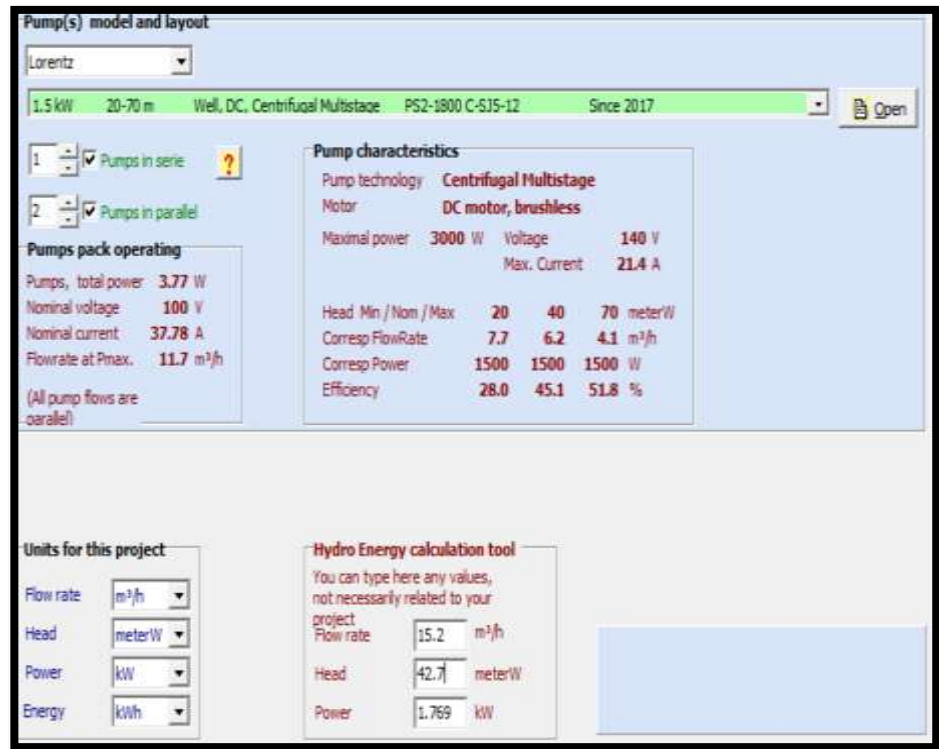 Pump(s) model and layout
Lorentz
1.5 kW 20-70 m Well, DC, Centrifugal Multistage PS2-1800 C-SJ5-12 Since 2017
Open
1 Pumps in serie ?
2 Pumps in parallel
Pumps pack operating
Pumps, total power 3.77 W
Nominal voltage 100 V
Nominal current 37.78 A
Flowrate at Pmax. 11.7 m³/h
(All pump flows are
parallel)
Pump characteristics
Pump technology Centrifugal Multistage
Motor DC motor, brushless
Maximal power 3000 W Voltage 140 V
Max. Current 21.4 A
Head Min / Nom / Max 20 40 70 meterW
Corresp FlowRate 7.7 6.2 4.1 m³/h
Corresp Power 1500 1500 1500 W
Efficiency 28.0 45.1 51.8 %
Units for this project
Flow rate m³/h
Head meterW
Power kW
Energy kWh
Hydro Energy calculation tool
You can type here any values,
not necessarily related to your
project
Flow rate 15.2 m³/h
Head 42.7 meterW
Power 1.769 kW